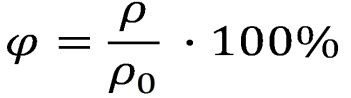 φ = ρ/ρ₀ · 100%